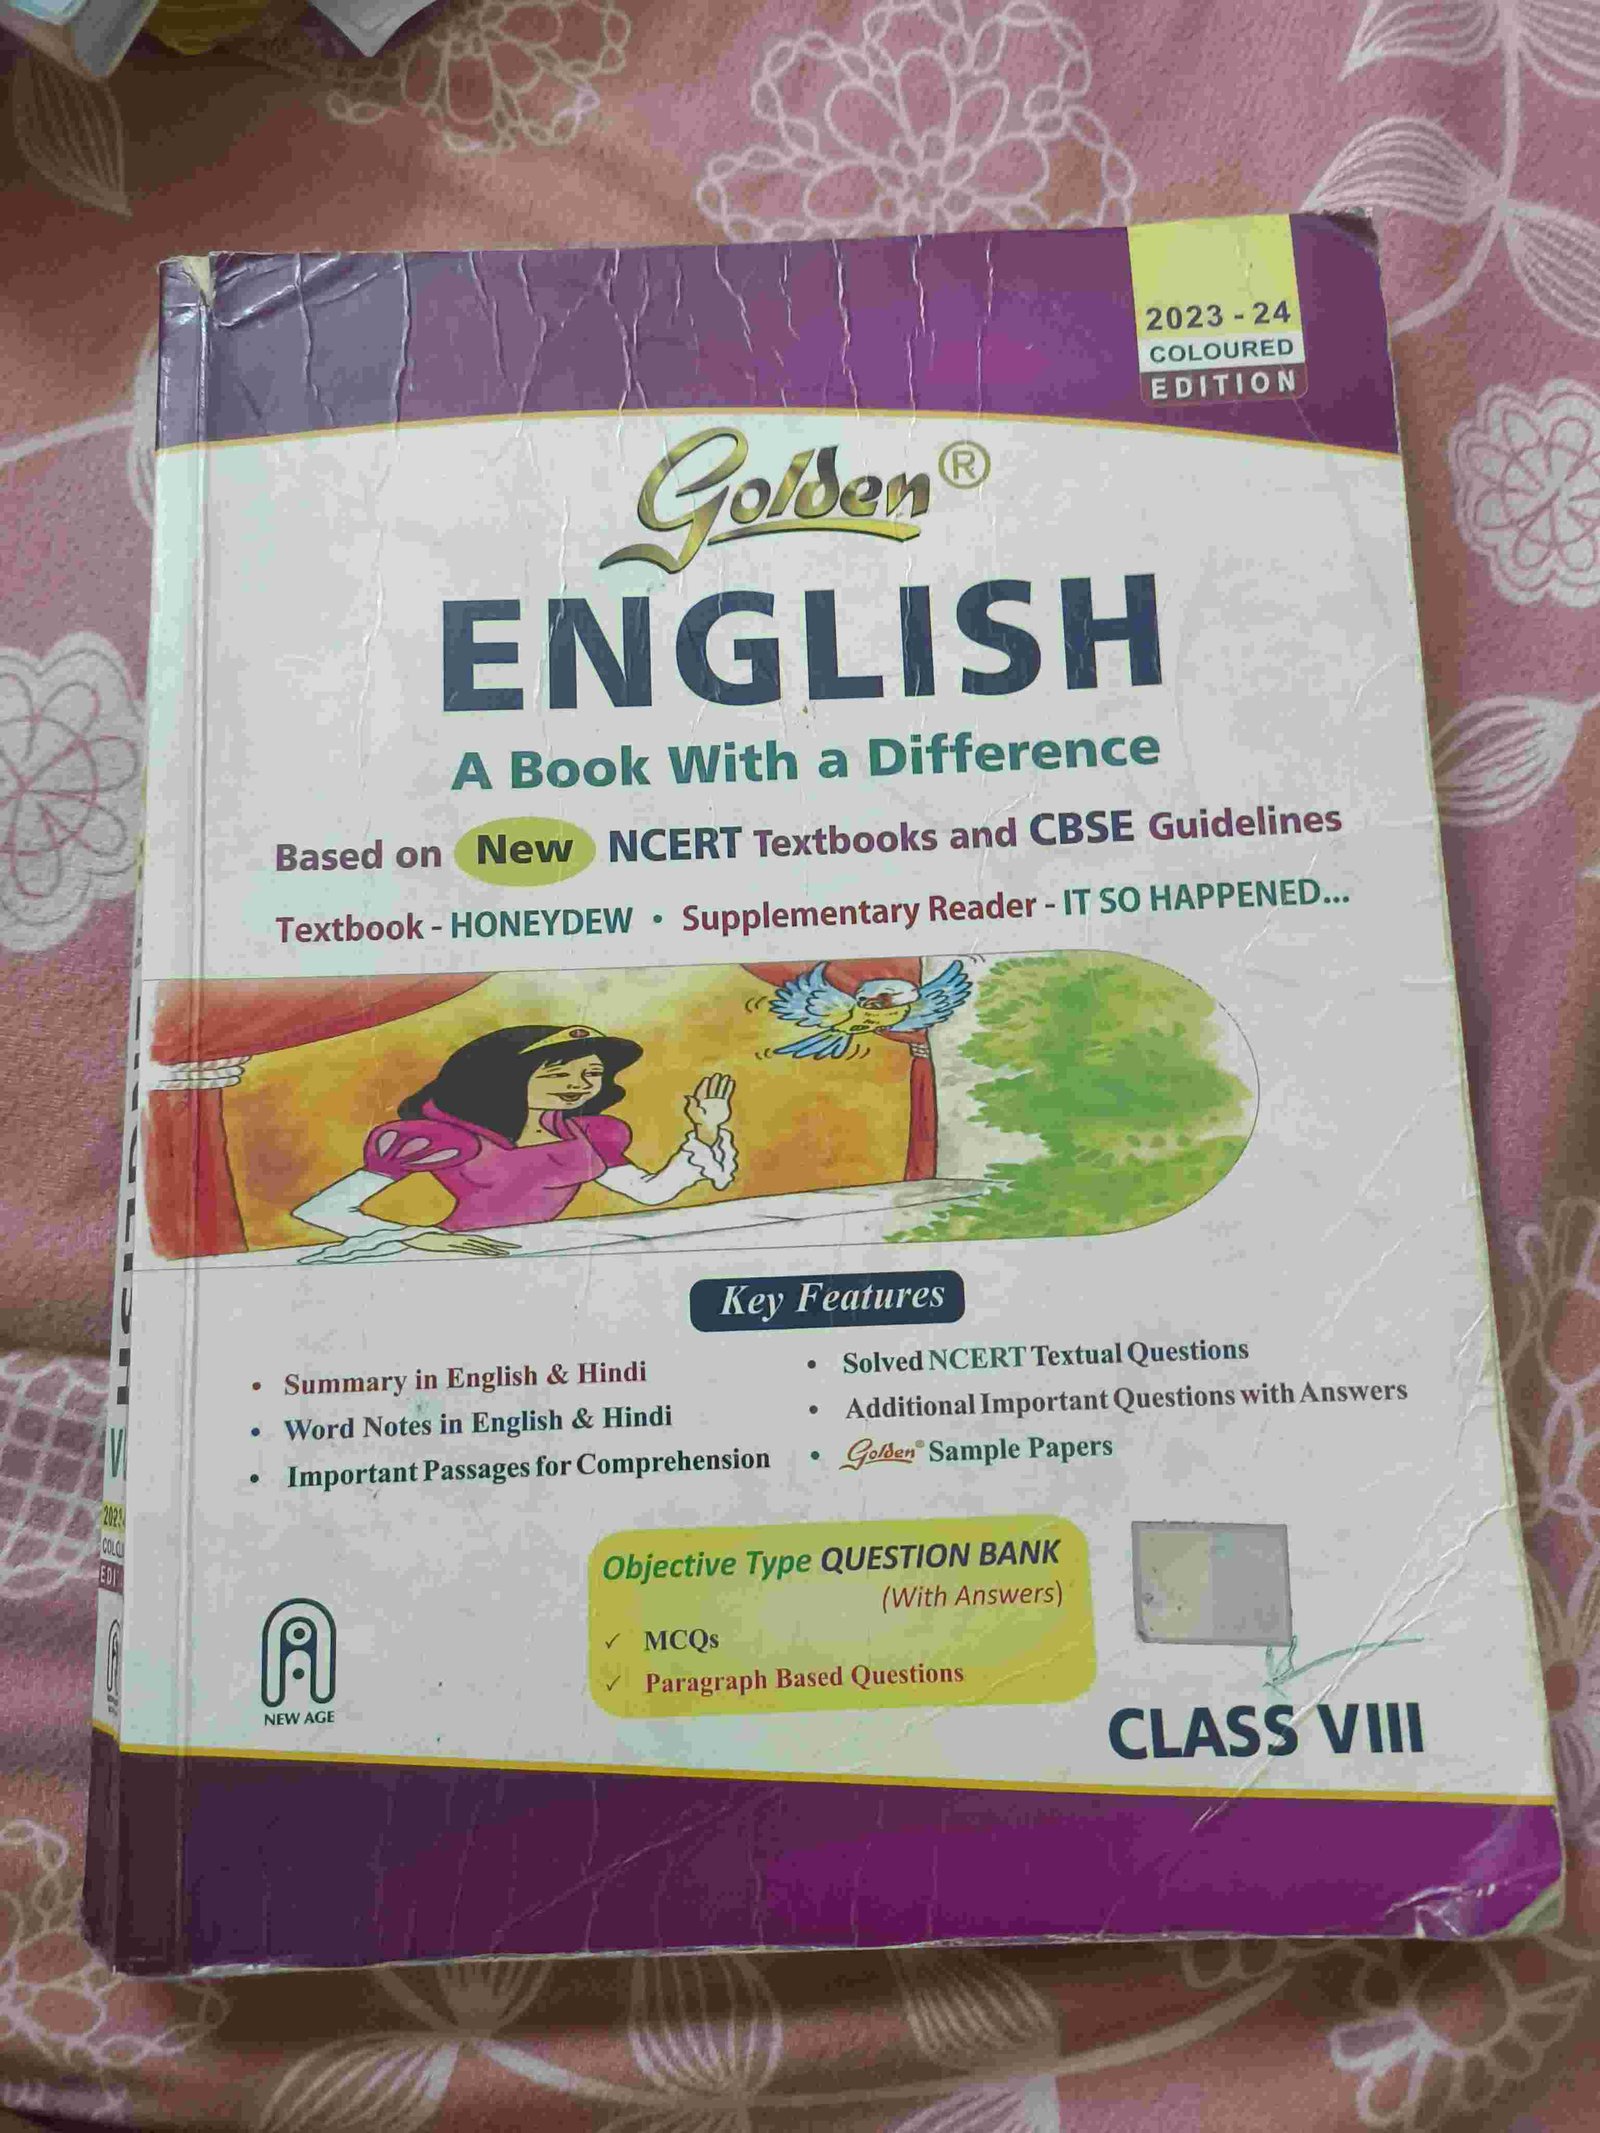 2023 - 24
COLOURED
EDITION
Golden®
ENGLISH
A Book With a Difference
Based on New NCERT Textbooks and CBSE Guidelines
Textbook - HONEYDEW • Supplementary Reader - IT SO HAPPENED...
Key Features
• Summary in English & Hindi
• Word Notes in English & Hindi
• Important Passages for Comprehension
• Solved NCERT Textual Questions
• Additional Important Questions with Answers
• Golden® Sample Papers
Objective Type QUESTION BANK
(With Answers)
✓ MCQs
✓ Paragraph Based Questions
NEW AGE
CLASS VIII